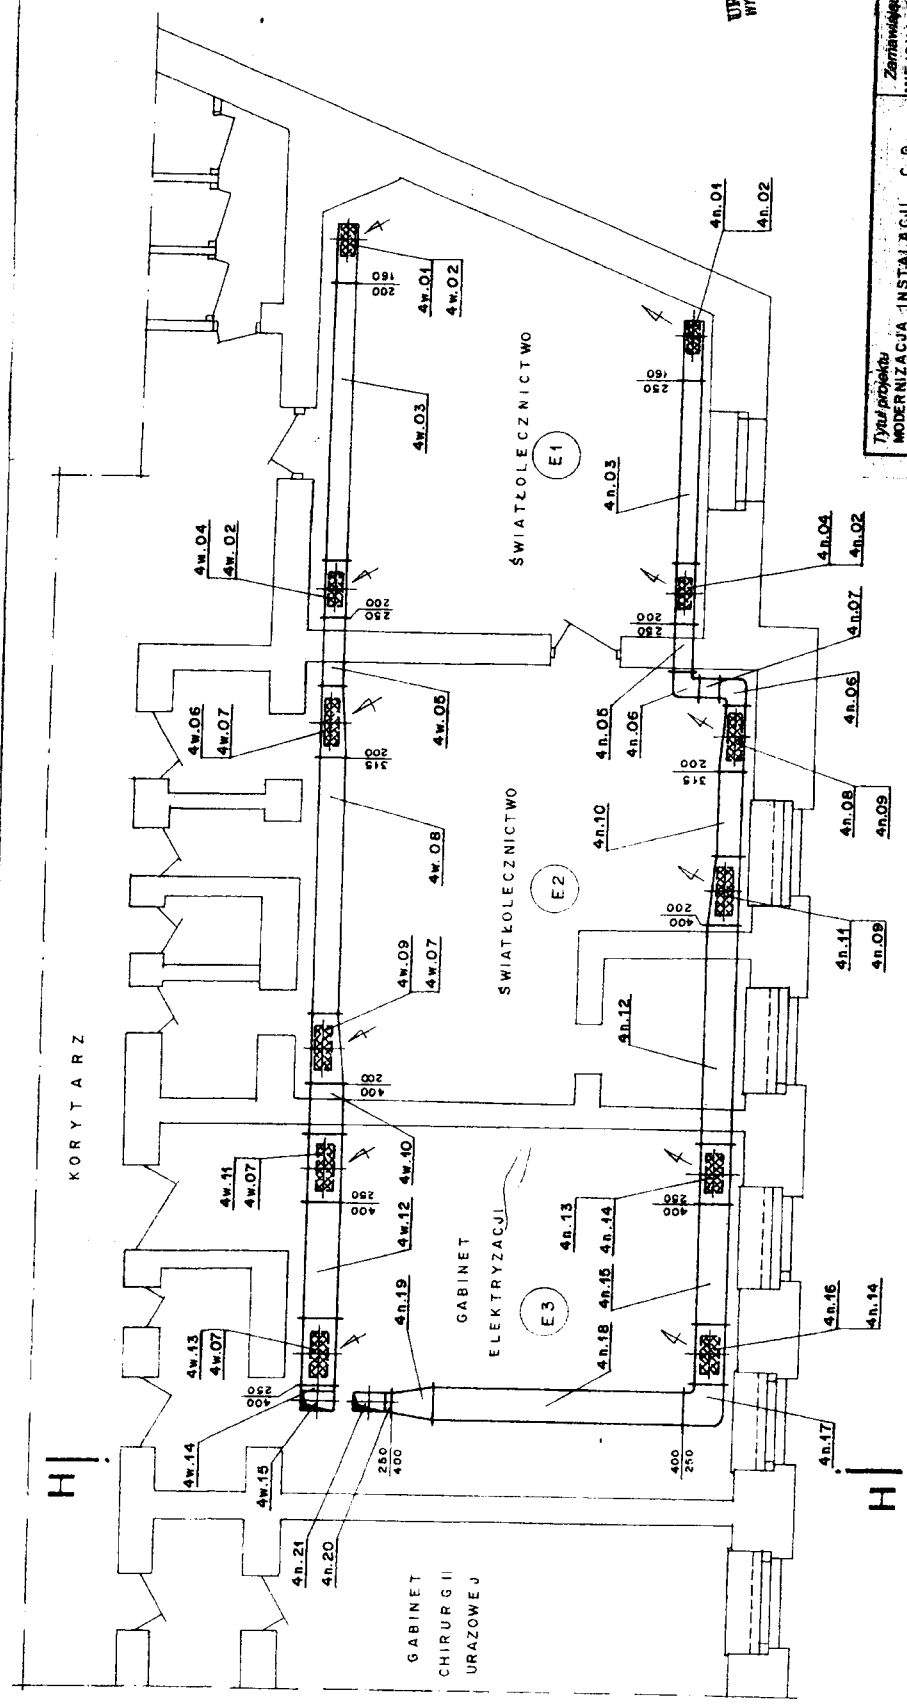 KORYTARZ
4w.01
4w.02
200
160
4w.03
4w.04
4w.02
250
200
4w.05
4w.06
4w.07
315
200
4w.08
4w.09
4w.07
400
200
4w.10
4w.11
4w.07
400
250
4w.12
4w.13
4w.07
400
250
4w.14
4w.15
ŚWIATŁOLECZNICTWO
E1
ŚWIATŁOLECZNICTWO
E2
GABINET
ELEKTRYZACJI
E3
GABINET
CHIRURGII
URAZOWEJ
4n.01
4n.02
250
160
4n.03
4n.04
4n.02
250
200
4n.05
4n.06
4n.07
4n.06
315
200
4n.08
4n.09
4n.10
400
200
4n.11
4n.09
4n.12
400
250
4n.13
4n.14
4n.15
4n.16
4n.14
4n.17
400
250
4n.18
4n.19
250
400
4n.20
4n.21
H
H
Tytuł projektu
MODERNIZACJA INSTALACJI C.O.